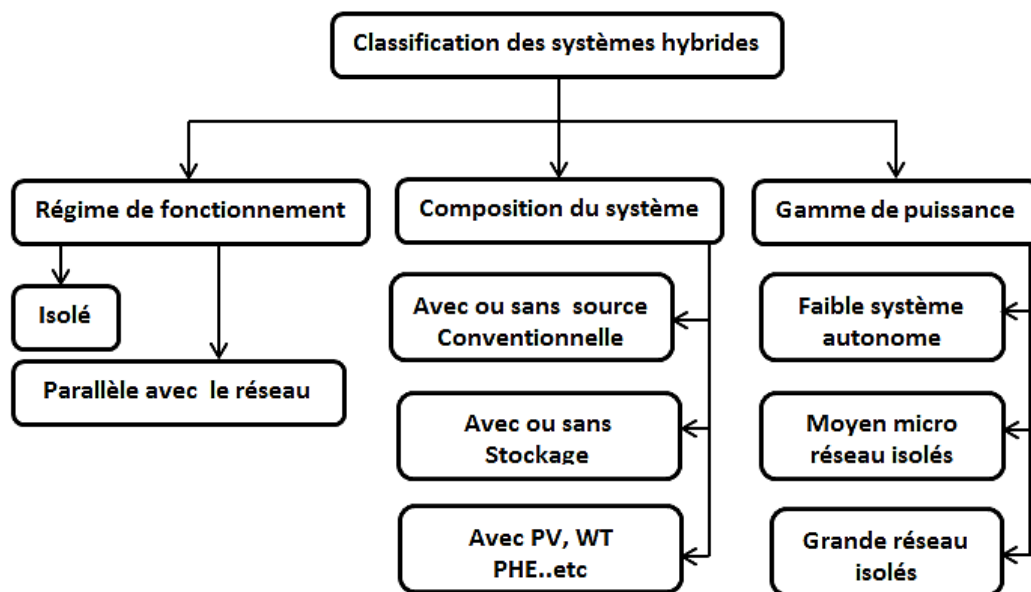 Classification des systèmes hybrides
Régime de fonctionnement
Composition du système
Gamme de puissance
Isolé
Parallèle avec le réseau
Avec ou sans source
Conventionnelle
Avec ou sans
Stockage
Avec PV, WT
PHE..etc
Faible système
autonome
Moyen micro
réseau isolés
Grande réseau
isolés